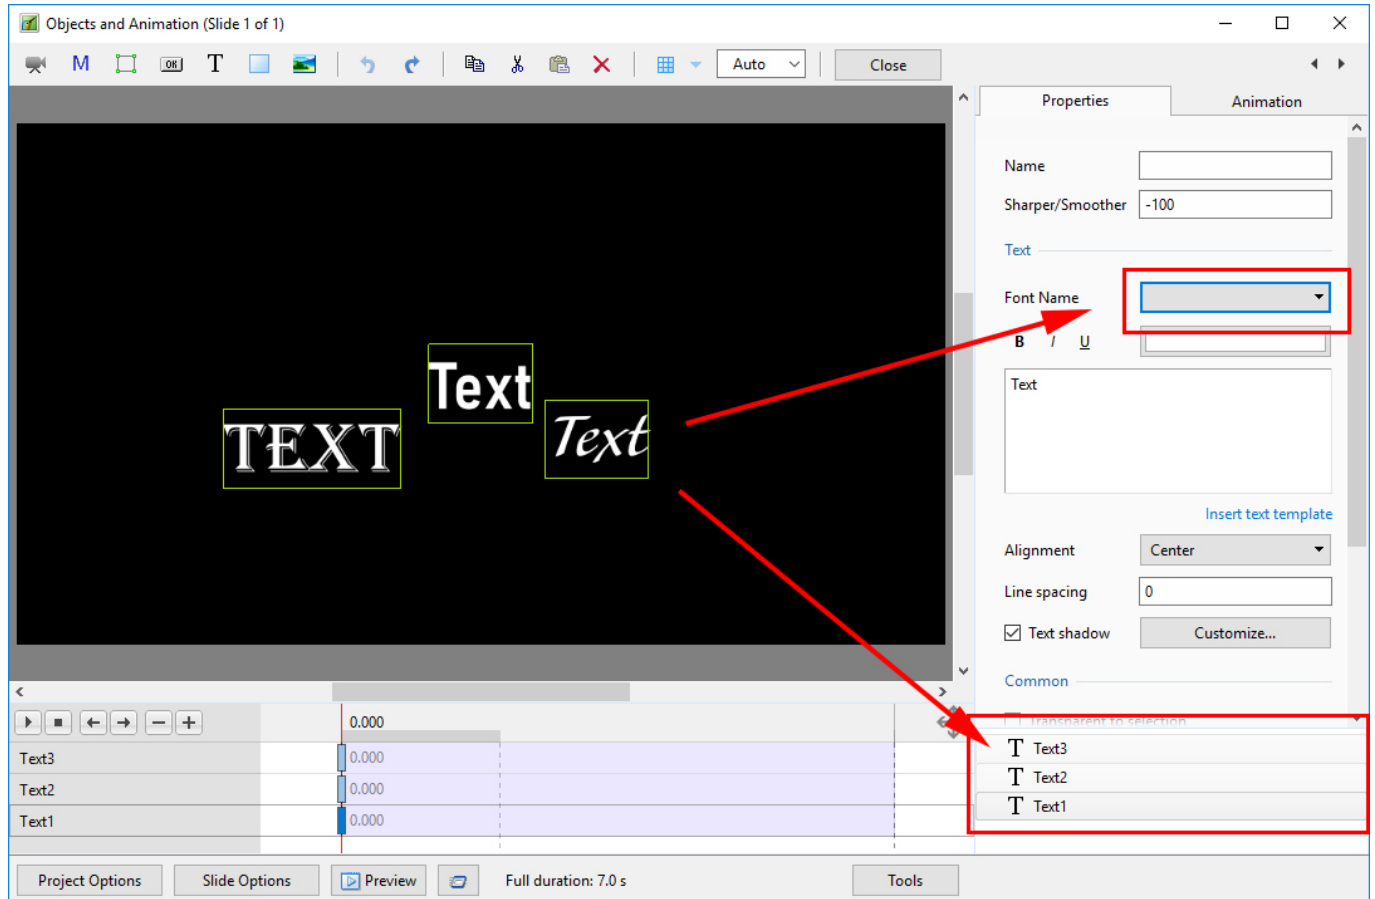 Objects and Animation (Slide 1 of 1)
M OK T Auto Close
Properties Animation
Name
Sharper/Smoother -100
Text
Font Name
B I U
Text
Text
TEXT
Text
Insert text template
Alignment Center
Line spacing 0
Text shadow Customize...
Common
Transparent to selection
0.000
Text3 0.000
Text2 0.000
Text1 0.000
T Text3
T Text2
T Text1
Project Options Slide Options Preview Full duration: 7.0 s Tools